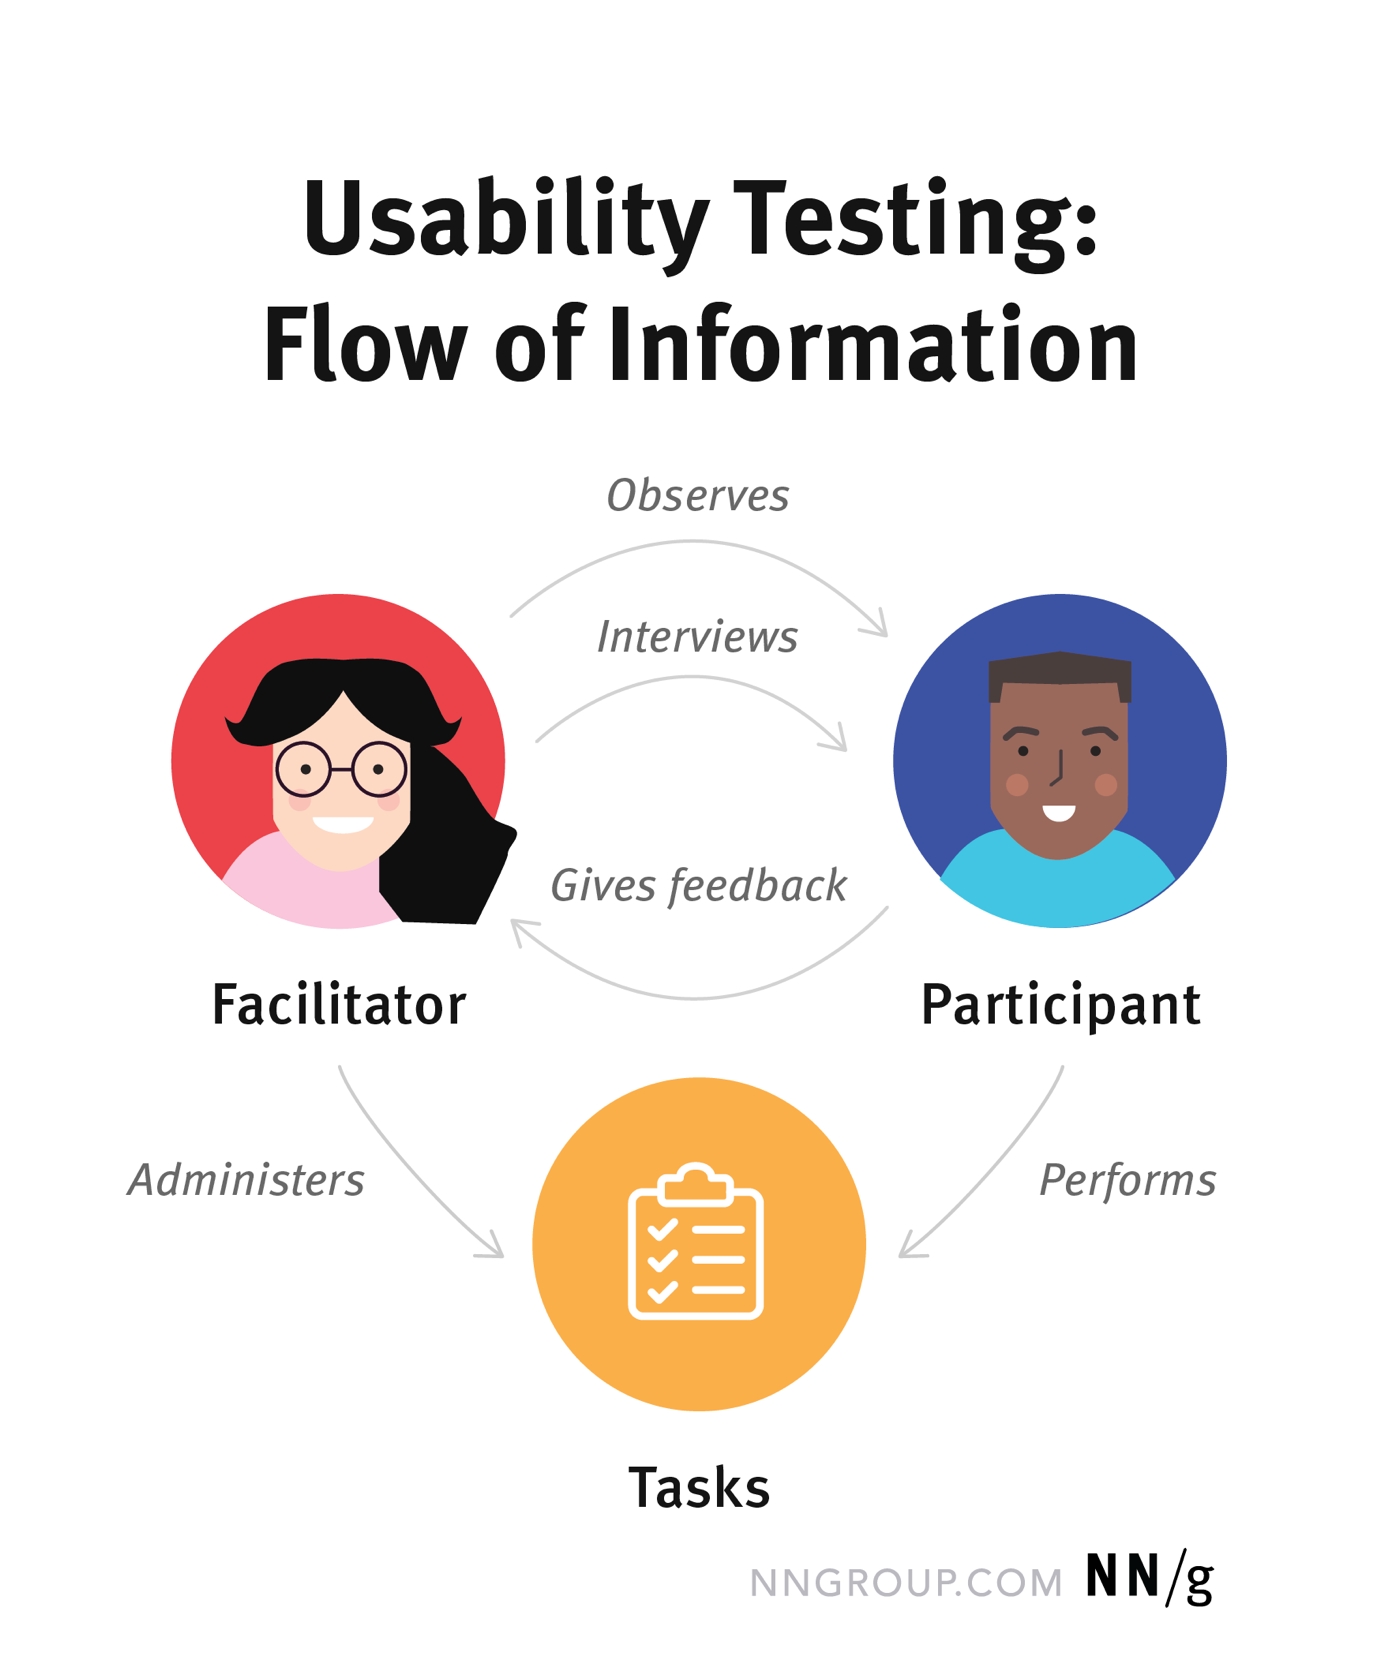 Usability Testing:
Flow of Information
Observes
Interviews
Gives feedback
Facilitator
Participant
Administers
Performs
Tasks
NNGROUP.COM NN/g